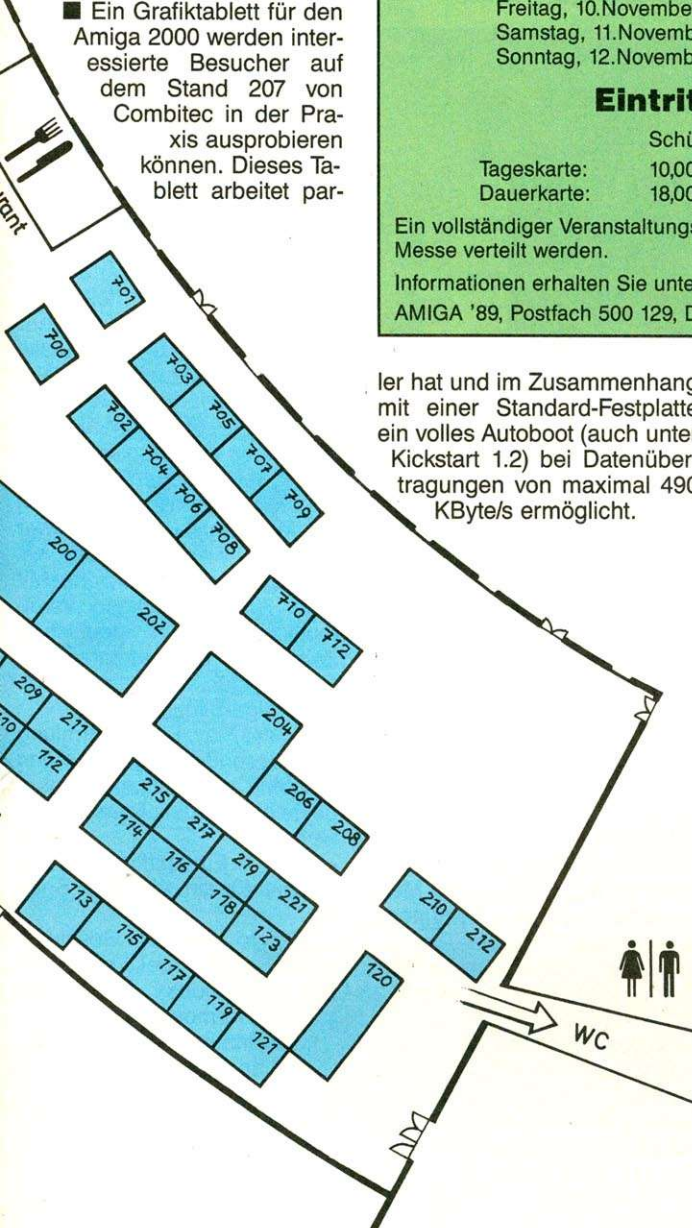 ■ Ein Grafiktablett für den
Amiga 2000 werden inter-
essierte Besucher auf
dem Stand 207 von
Combitec in der Pra-
xis ausprobieren
können. Dieses Ta-
blett arbeitet par-
Freitag, 10.Novembe
Samstag, 11.Novemb
Sonntag, 12.Novemb
Eintrit
Schü
Tageskarte: 10,00
Dauerkarte: 18,00
Ein vollständiger Veranstaltungs
Messe verteilt werden.
Informationen erhalten Sie unte
AMIGA '89, Postfach 500 129, D
ler hat und im Zusammenhang
mit einer Standard-Festplatte
ein volles Autoboot (auch unter
Kickstart 1.2) bei Datenüber-
tragungen von maximal 490
KByte/s ermöglicht.
urant
701
700
703
705
707
709
702
704
706
708
710
712
200
202
204
206
208
209
211
110
112
215
217
219
221
114
116
118
123
113
115
117
119
121
120
210
212
WC